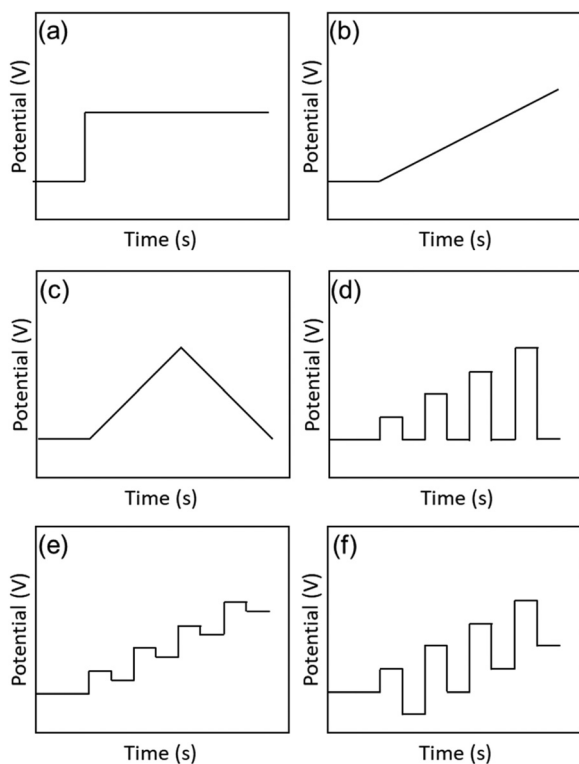 (a)
Potential (V)
Time (s)
(b)
Potential (V)
Time (s)
(c)
Potential (V)
Time (s)
(d)
Potential (V)
Time (s)
(e)
Potential (V)
Time (s)
(f)
Potential (V)
Time (s)